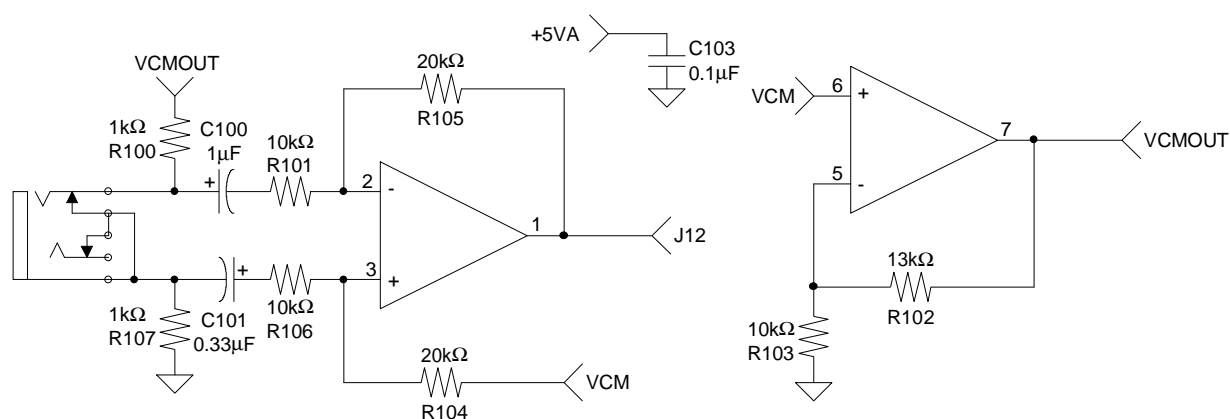 VCMOUT
1kΩ
R100
C100
1μF
+
10kΩ
R101
20kΩ
R105
+5VA
C103
0.1μF
2
-
3
+
1
J12
1kΩ
R107
C101
0.33μF
+
10kΩ
R106
20kΩ
R104
VCM
VCM
6
+
5
-
7
VCMOUT
13kΩ
R102
10kΩ
R103